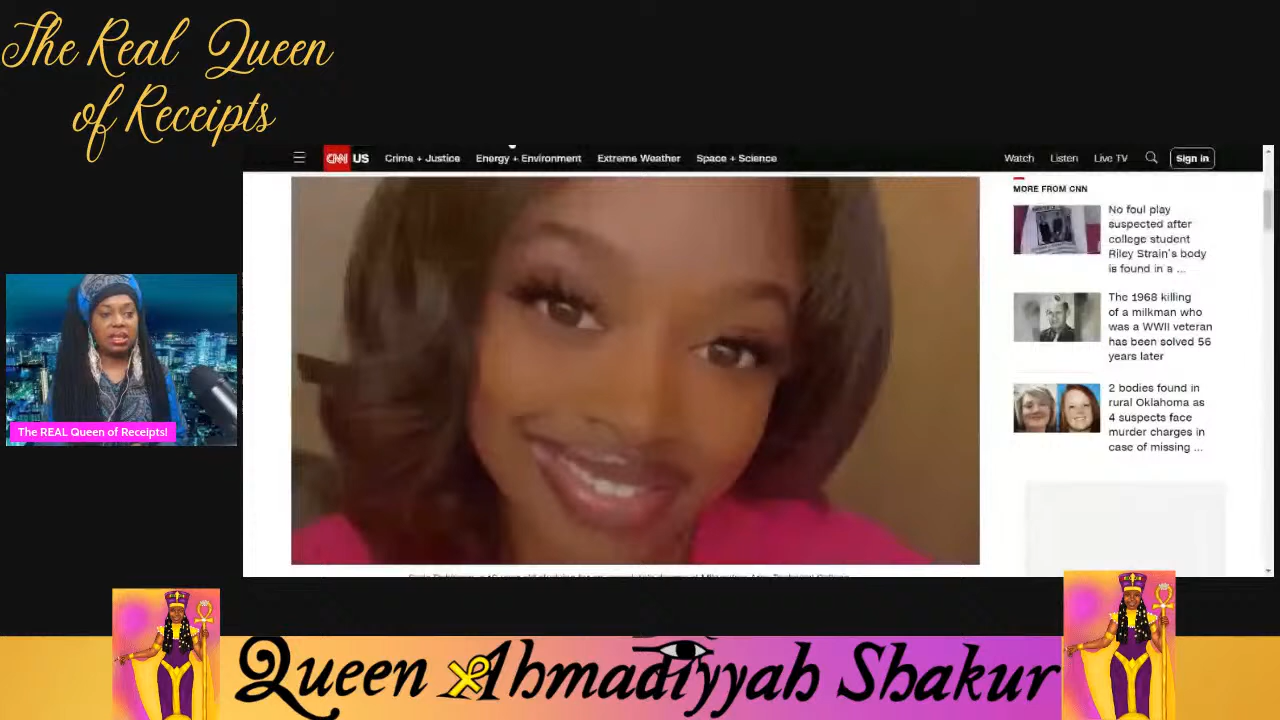 The Real Queen
of Receipts
CNN US Crime + Justice Energy + Environment Extreme Weather Space + Science Watch Listen Live TV Sign in
MORE FROM CNN
No foul play
suspected after
college student
Riley Strain's body
is found in a ...
The 1968 killing
of a milkman who
was a WWII veteran
has been solved 56
years later
2 bodies found in
rural Oklahoma as
4 suspects face
murder charges in
case of missing ...
The REAL Queen of Receipts!
Queen Ahmadiyyah Shakur